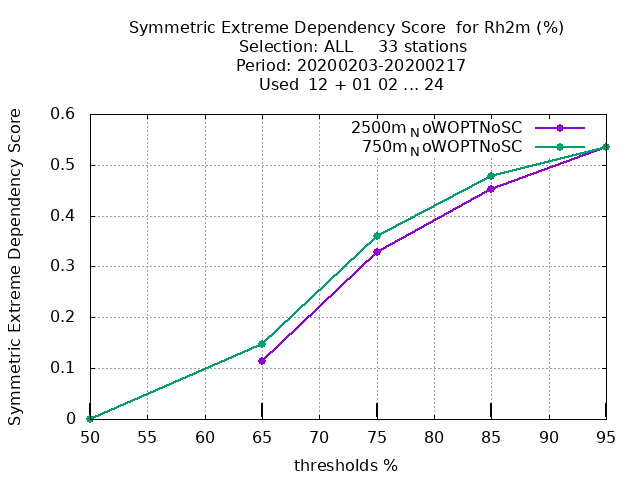 Symmetric Extreme Dependency Score  for Rh2m (%)
Selection: ALL     33 stations
Period: 20200203-20200217
Used  12 + 01 02 ... 24
Symmetric Extreme Dependency Score
0.6
0.5
0.4
0.3
0.2
0.1
0
2500m_NoWOPTNoSC
750m_NoWOPTNoSC
50 55 60 65 70 75 80 85 90 95
thresholds %